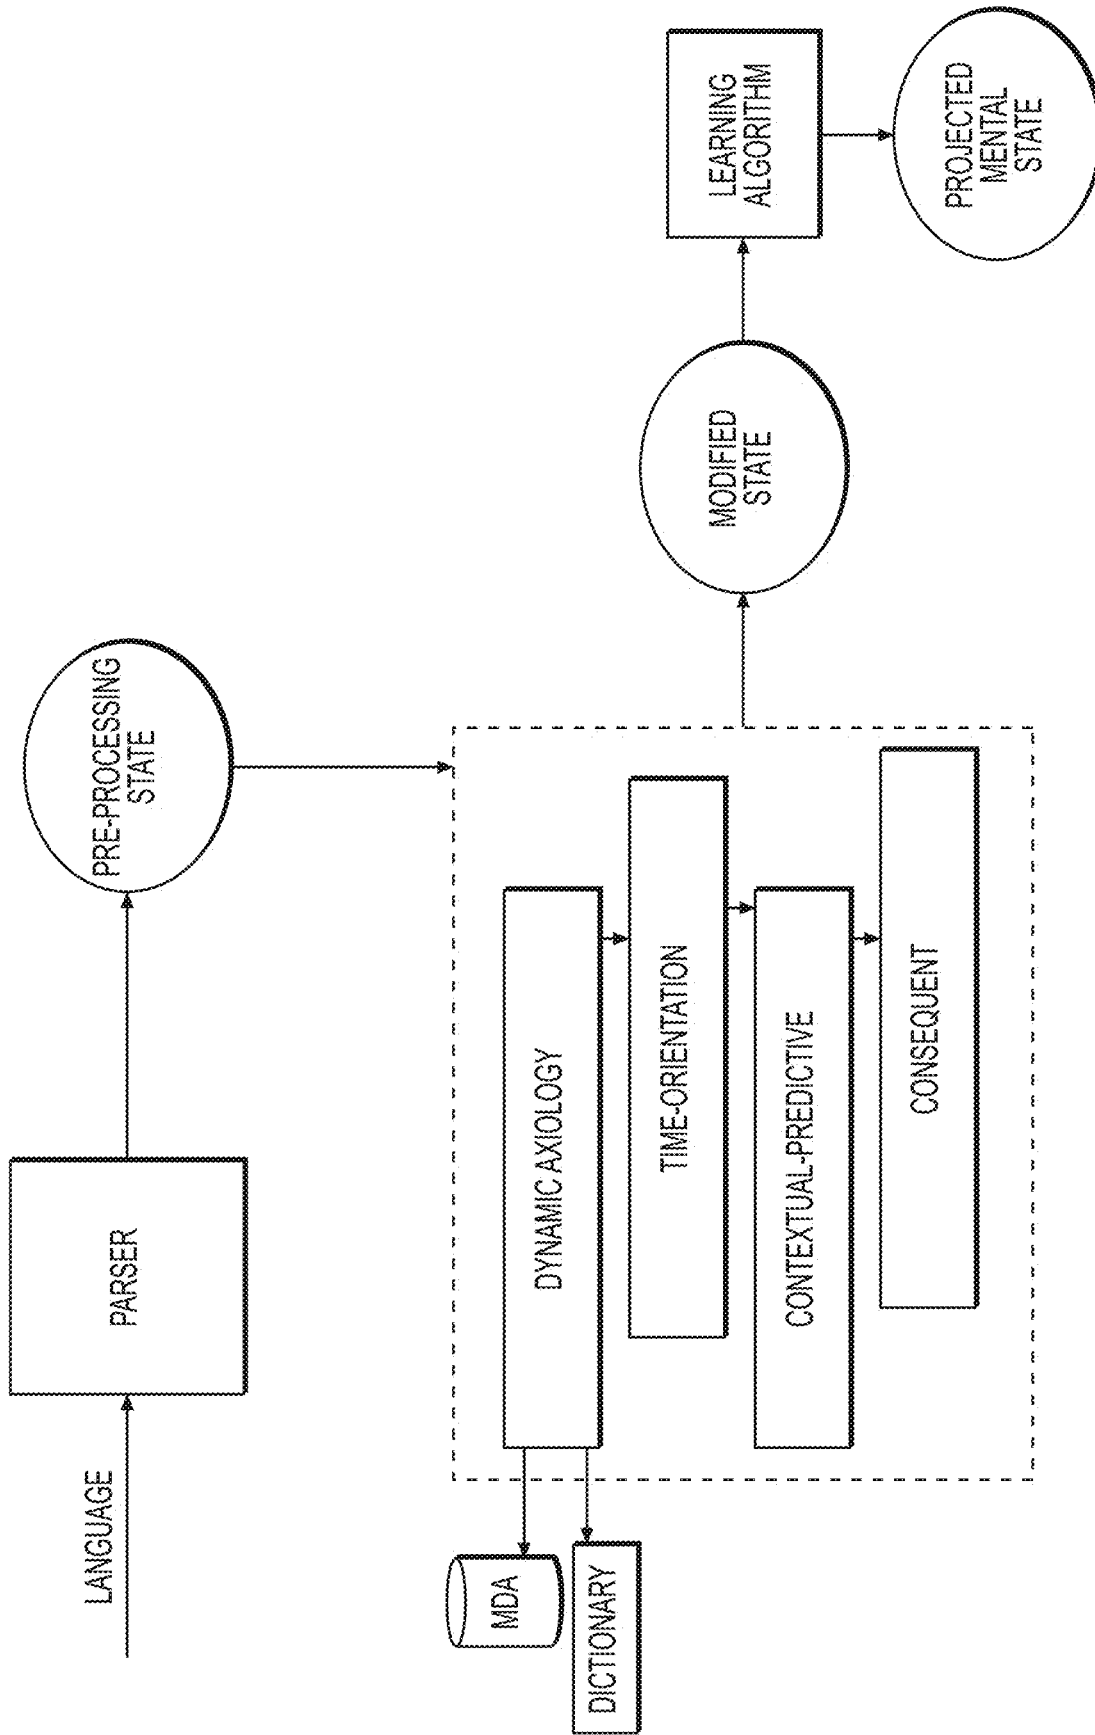 LANGUAGE
PARSER
PRE-PROCESSING
STATE
MDA
DICTIONARY
DYNAMIC AXIOLOGY
TIME-ORIENTATION
CONTEXTUAL-PREDICTIVE
CONSEQUENT
MODIFIED
STATE
LEARNING
ALGORITHM
PROJECTED
MENTAL
STATE